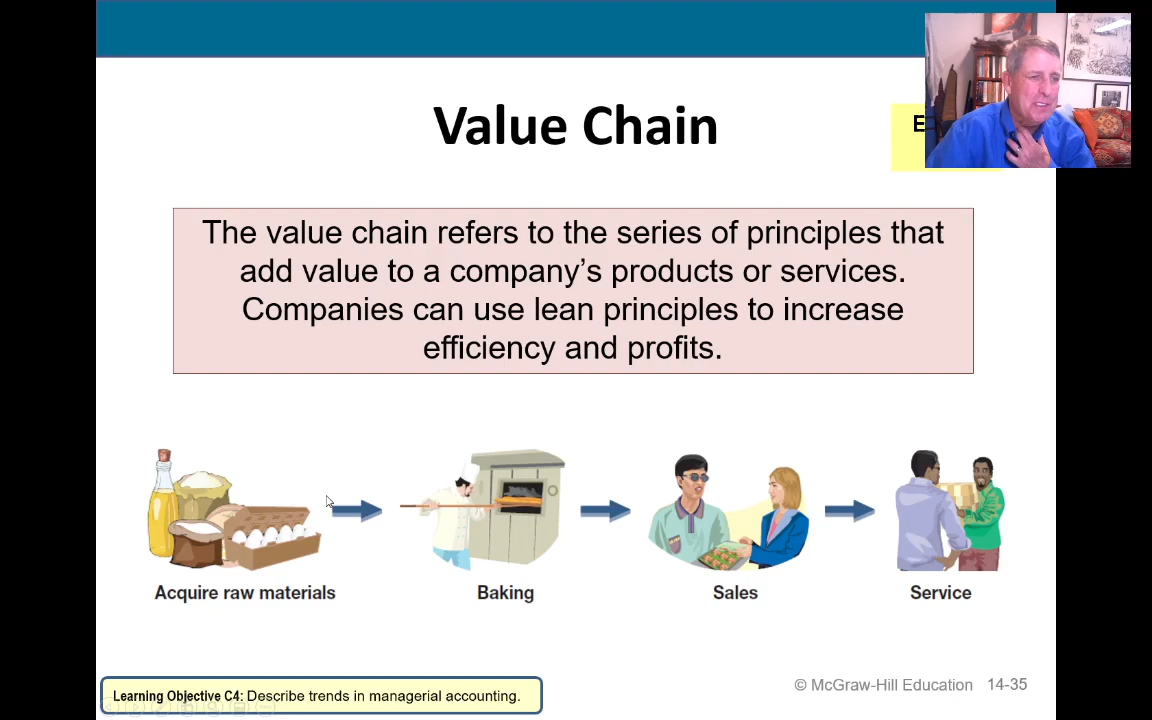 Value Chain
E
The value chain refers to the series of principles that
add value to a company's products or services.
Companies can use lean principles to increase
efficiency and profits.
Acquire raw materials
Baking
Sales
Service
Learning Objective C4: Describe trends in managerial accounting.
© McGraw-Hill Education 14-35